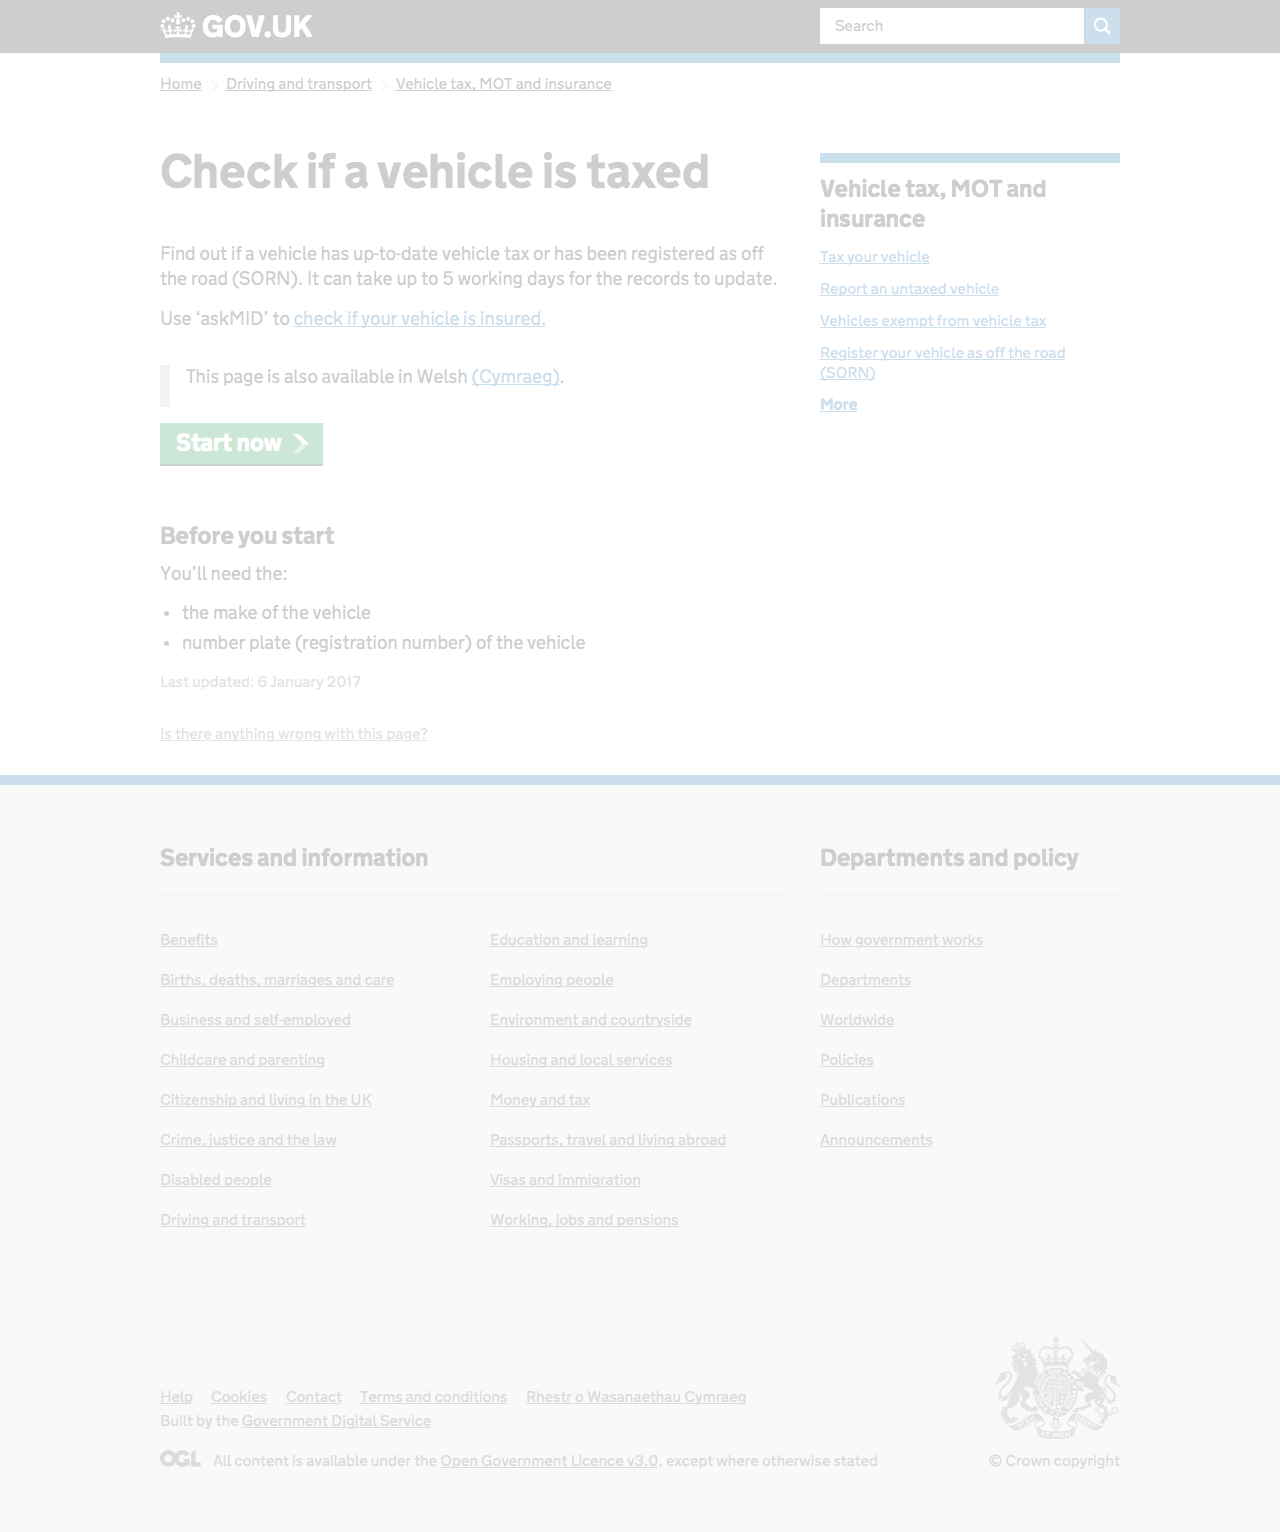 GOV.UK
Search
Home
Driving and transport
Vehicle tax, MOT and insurance
Check if a vehicle is taxed
Find out if a vehicle has up-to-date vehicle tax or has been registered as off
the road (SORN). It can take up to 5 working days for the records to update.
Use ‘askMID’ to check if your vehicle is insured.
This page is also available in Welsh (Cymraeg).
Start now
Before you start
You’ll need the:
• the make of the vehicle
• number plate (registration number) of the vehicle
Last updated: 6 January 2017
Is there anything wrong with this page?
Vehicle tax, MOT and
insurance
Tax your vehicle
Report an untaxed vehicle
Vehicles exempt from vehicle tax
Register your vehicle as off the road
(SORN)
More
Services and information
Benefits
Births, deaths, marriages and care
Business and self-employed
Childcare and parenting
Citizenship and living in the UK
Crime, justice and the law
Disabled people
Driving and transport
Education and learning
Employing people
Environment and countryside
Housing and local services
Money and tax
Passports, travel and living abroad
Visas and immigration
Working, jobs and pensions
Departments and policy
How government works
Departments
Worldwide
Policies
Publications
Announcements
Help Cookies Contact Terms and conditions Rhestr o Wasanaethau Cymraeg
Built by the Government Digital Service
OGL All content is available under the Open Government Licence v3.0, except where otherwise stated
© Crown copyright